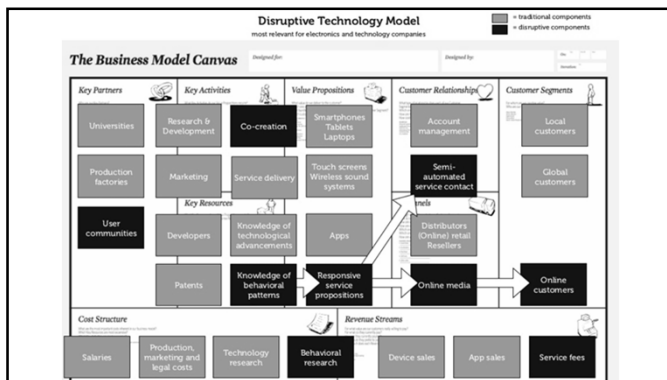 Disruptive Technology Model
most relevant for electronics and technology companies
= traditional components
= disruptive components
The Business Model Canvas
Designed for:
Designed by:
Key Partners
Key Activities
Value Propositions
Customer Relationships
Customer Segments
Universities
Research &
Development
Co-creation
Smartphones
Tablets
Laptops
Account
management
Local
customers
Production
factories
Marketing
Service delivery
Touch screens
Wireless sound
systems
Semi-
automated
service contact
Global
customers
User
communities
Key Resources
Developers
Knowledge of
technological
advancements
Apps
Distributors
(Online) retail
Resellers
Patents
Knowledge of
behavioral
patterns
Responsive
service
propositions
Online media
Online
customers
Cost Structure
Revenue Streams
Salaries
Production,
marketing and
legal costs
Technology
research
Behavioral
research
Device sales
App sales
Service fees